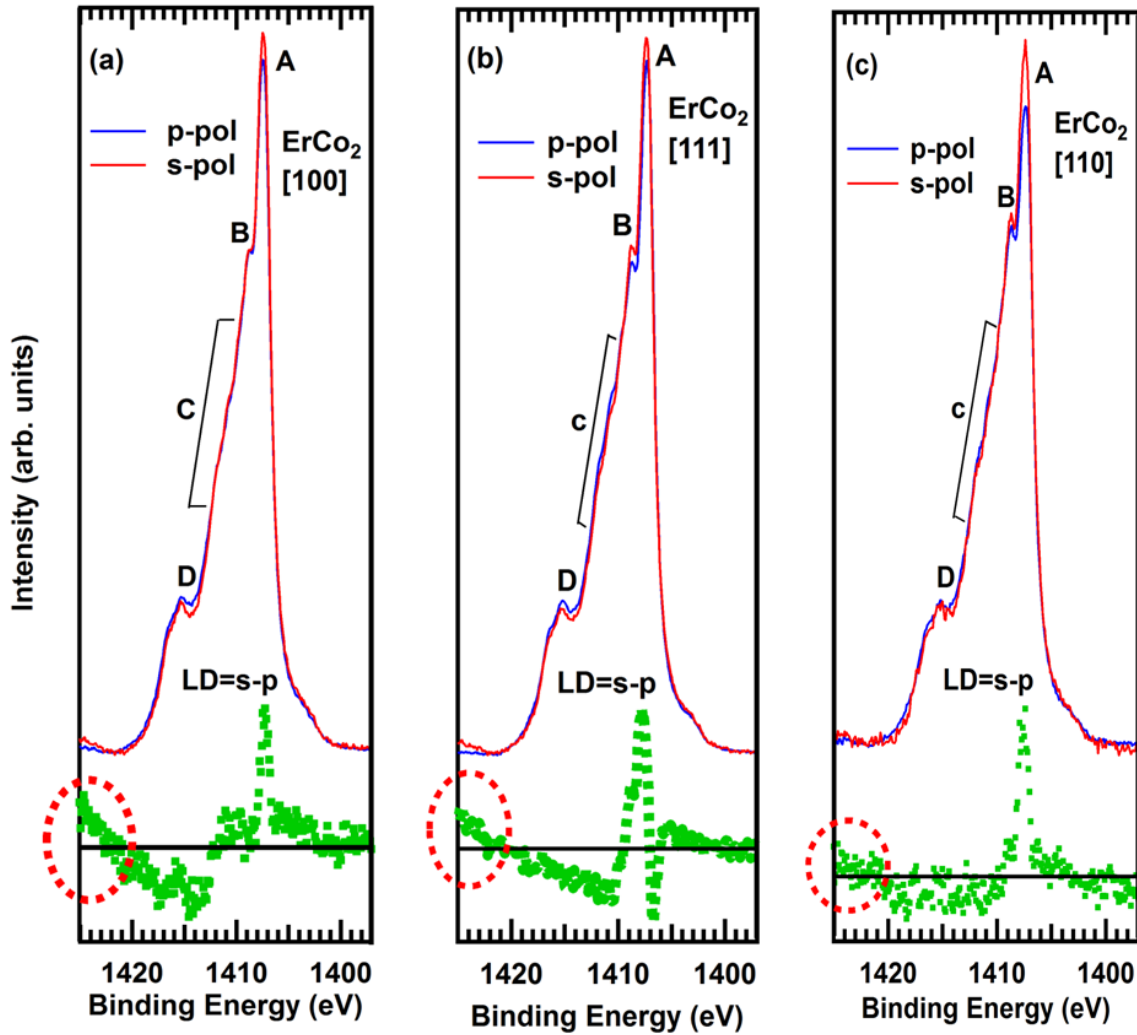 Intensity (arb. units)
(a)
A
p-pol
s-pol
ErCo₂
[100]
B
C
D
LD=s-p
1420 1410 1400
Binding Energy (eV)
(b)
A
p-pol
s-pol
ErCo₂
[111]
B
c
D
LD=s-p
1420 1410 1400
Binding Energy (eV)
(c)
A
p-pol
s-pol
ErCo₂
[110]
B
c
D
LD=s-p
1420 1410 1400
Binding Energy (eV)